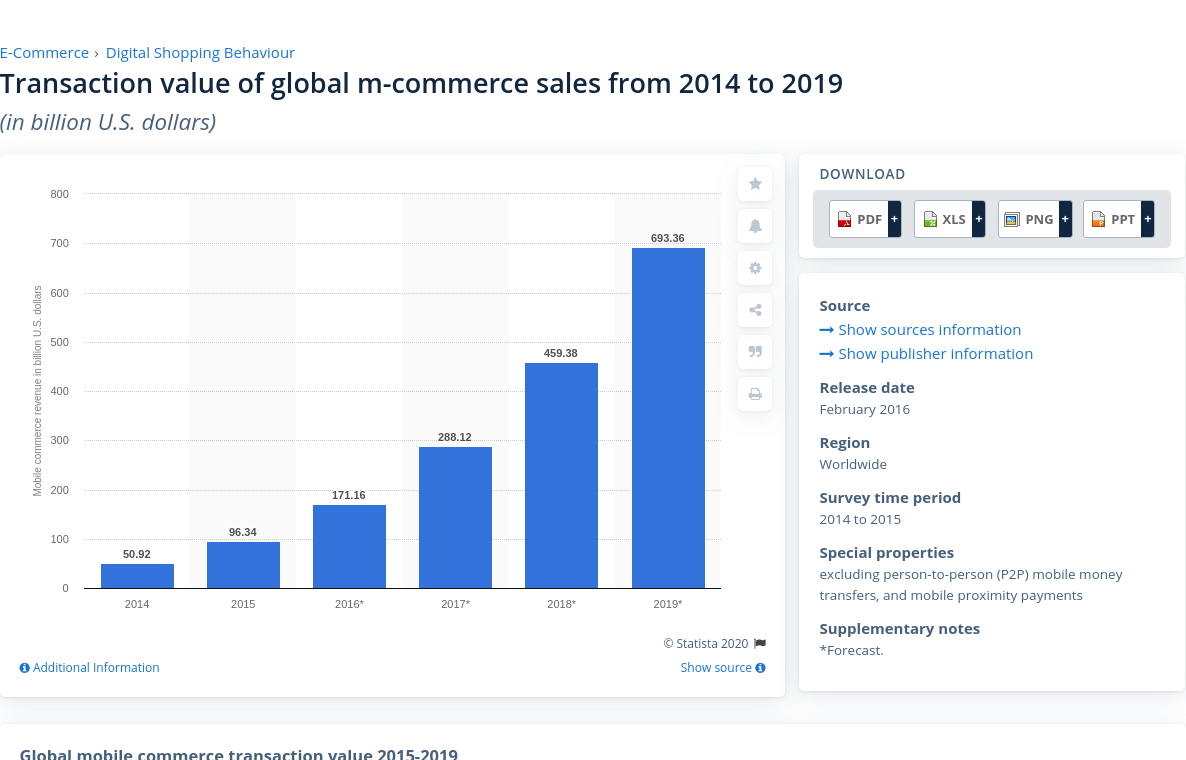 E-Commerce › Digital Shopping Behaviour
Transaction value of global m-commerce sales from 2014 to 2019
(in billion U.S. dollars)
Mobile commerce revenue in billion U.S. dollars
800
700
600
500
400
300
200
100
0
50.92
96.34
171.16
288.12
459.38
693.36
2014
2015
2016*
2017*
2018*
2019*
© Statista 2020
Additional Information
Show source
DOWNLOAD
PDF +
XLS +
PNG +
PPT +
Source
Show sources information
Show publisher information
Release date
February 2016
Region
Worldwide
Survey time period
2014 to 2015
Special properties
excluding person-to-person (P2P) mobile money
transfers, and mobile proximity payments
Supplementary notes
*Forecast.
Global mobile commerce transaction value 2015-2019